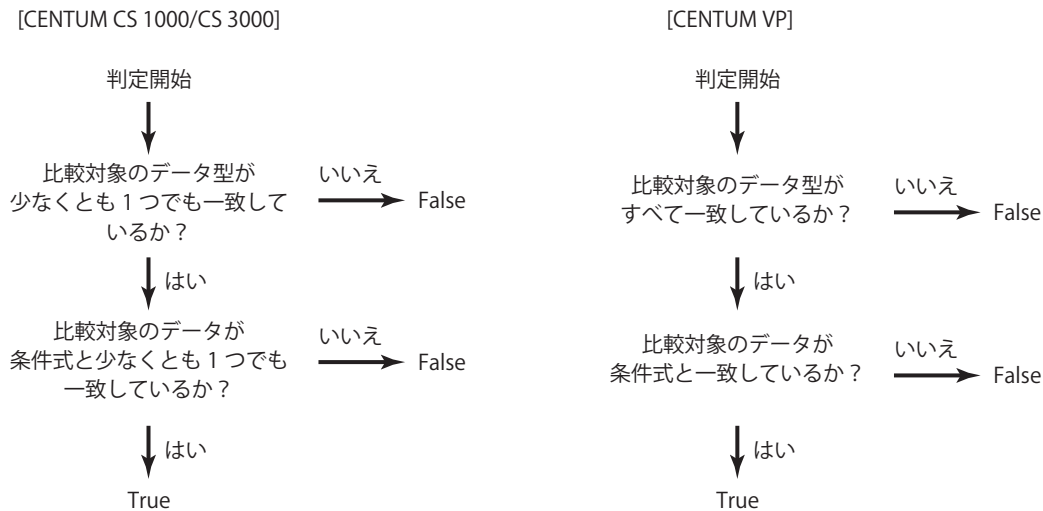 [CENTUM CS 1000/CS 3000]
判定開始
比較対象のデータ型が
少なくとも 1 つでも一致して
いるか？
いいえ
False
はい
比較対象のデータが
条件式と少なくとも 1 つでも
一致しているか？
いいえ
False
はい
True
[CENTUM VP]
判定開始
比較対象のデータ型が
すべて一致しているか？
いいえ
False
はい
比較対象のデータが
条件式と一致しているか？
いいえ
False
はい
True